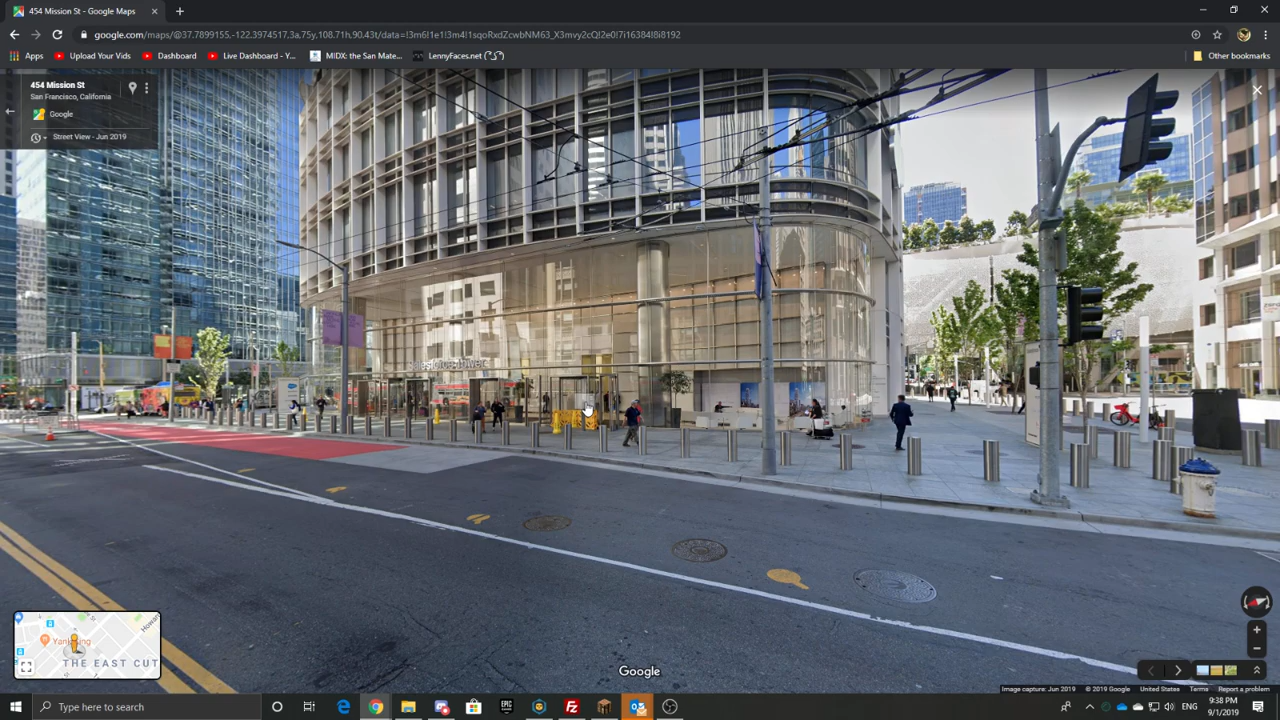 454 Mission St - Google Maps
google.com/maps/@37.7899155,-122.3974517,3a,75y,108.71h,90.43t/data=!3m6!1e1!3m4!1sqoRxdZcwbNM63_X3mvy2cQ!2e0!7i16384!8i8192
Apps Upload Your Vids Dashboard Live Dashboard - Y... MIDX: the San Mate... LennyFaces.net ( ͡° ͜ʖ ͡°) Other bookmarks
454 Mission St
San Francisco, California
Google
Street View - Jun 2019
salesforce tower
THE EAST CUT
Google
Image capture: Jun 2019 © 2019 Google United States Terms Report a problem
Type here to search
EPIC
ENG
9:38 PM
9/1/2019